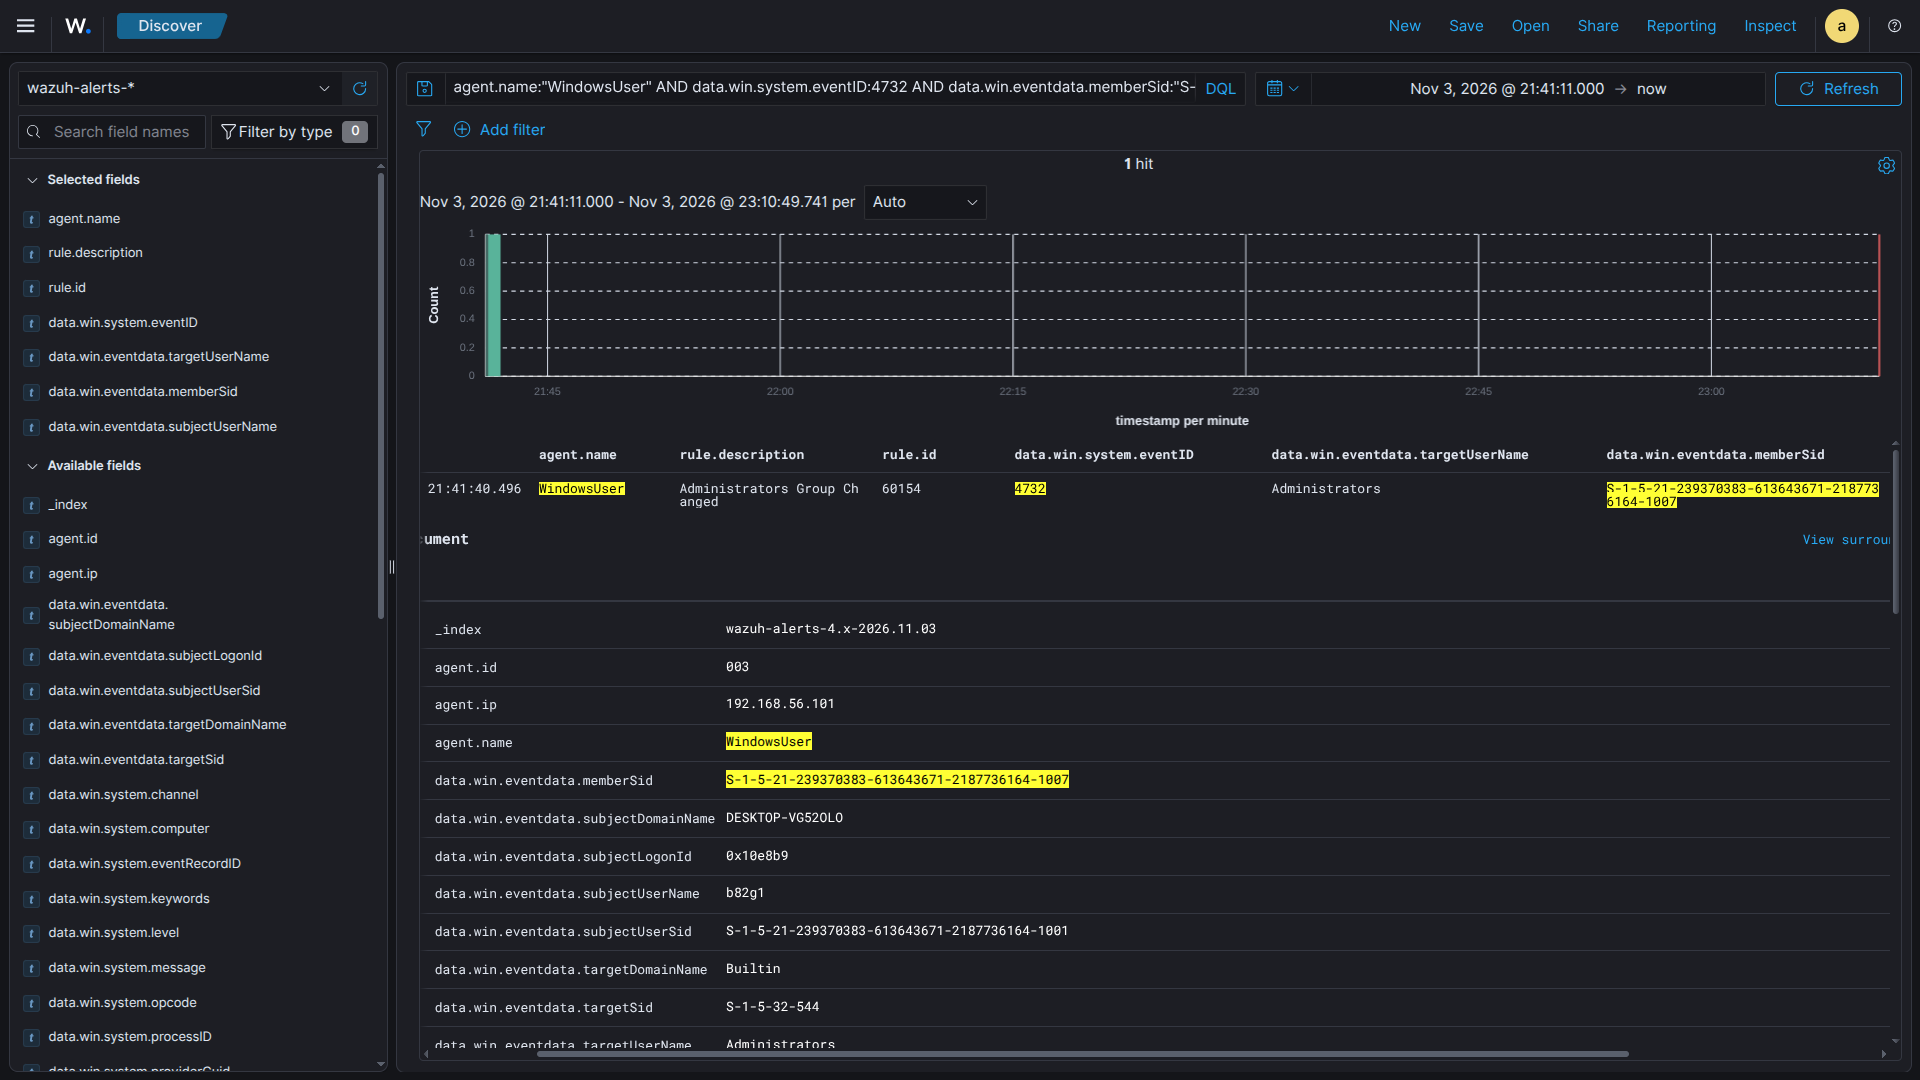 W.
Discover
New
Save
Open
Share
Reporting
Inspect
a
wazuh-alerts-*
agent.name:"WindowsUser" AND data.win.system.eventID:4732 AND data.win.eventdata.memberSid:"S-
DQL
Nov 3, 2026 @ 21:41:11.000 → now
Refresh
Search field names
Filter by type 0
Add filter
Selected fields
t agent.name
t rule.description
t rule.id
t data.win.system.eventID
t data.win.eventdata.targetUserName
t data.win.eventdata.memberSid
t data.win.eventdata.subjectUserName
Available fields
t _index
t agent.id
t agent.ip
t data.win.eventdata.
subjectDomainName
t data.win.eventdata.subjectLogonId
t data.win.eventdata.subjectUserSid
t data.win.eventdata.targetDomainName
t data.win.eventdata.targetSid
t data.win.system.channel
t data.win.system.computer
t data.win.system.eventRecordID
t data.win.system.keywords
t data.win.system.level
t data.win.system.message
t data.win.system.opcode
t data.win.system.processID
t data.win.system.providerGuid
1 hit
Nov 3, 2026 @ 21:41:11.000 - Nov 3, 2026 @ 23:10:49.741 per Auto
Count
1
0.8
0.6
0.4
0.2
0
21:45 22:00 22:15 22:30 22:45 23:00
timestamp per minute
agent.name rule.description rule.id data.win.system.eventID data.win.eventdata.targetUserName data.win.eventdata.memberSid
21:41:40.496 WindowsUser Administrators Group Ch 60154 4732 Administrators S-1-5-21-239370383-613643671-218773
anged 6164-1007
ument View surrou
_index wazuh-alerts-4.x-2026.11.03
agent.id 003
agent.ip 192.168.56.101
agent.name WindowsUser
data.win.eventdata.memberSid S-1-5-21-239370383-613643671-2187736164-1007
data.win.eventdata.subjectDomainName DESKTOP-VG52OLO
data.win.eventdata.subjectLogonId 0x10e8b9
data.win.eventdata.subjectUserName b82g1
data.win.eventdata.subjectUserSid S-1-5-21-239370383-613643671-2187736164-1001
data.win.eventdata.targetDomainName Builtin
data.win.eventdata.targetSid S-1-5-32-544
data.win.eventdata.targetUserName Administrators